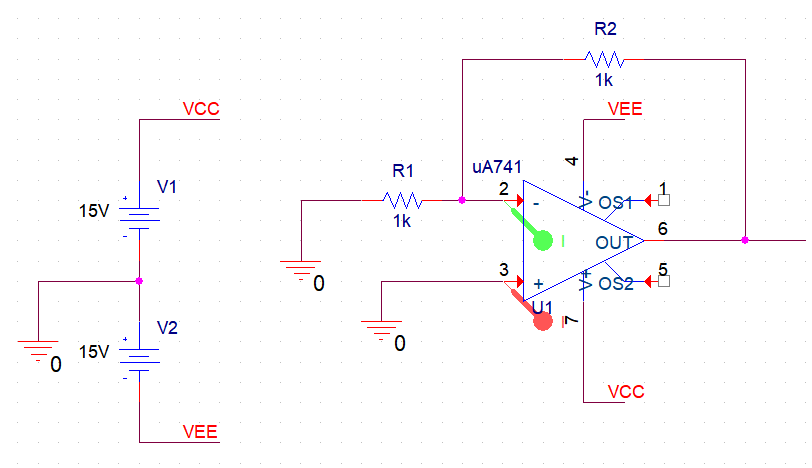 R2
1k
VCC
VEE
4
V1
15V
+
-
R1
1k
uA741
2
-
V-
OS1
1
OUT
6
I
3
+
V+
OS2
5
U1
7
I
0
0
0
V2
15V
+
-
VCC
VEE